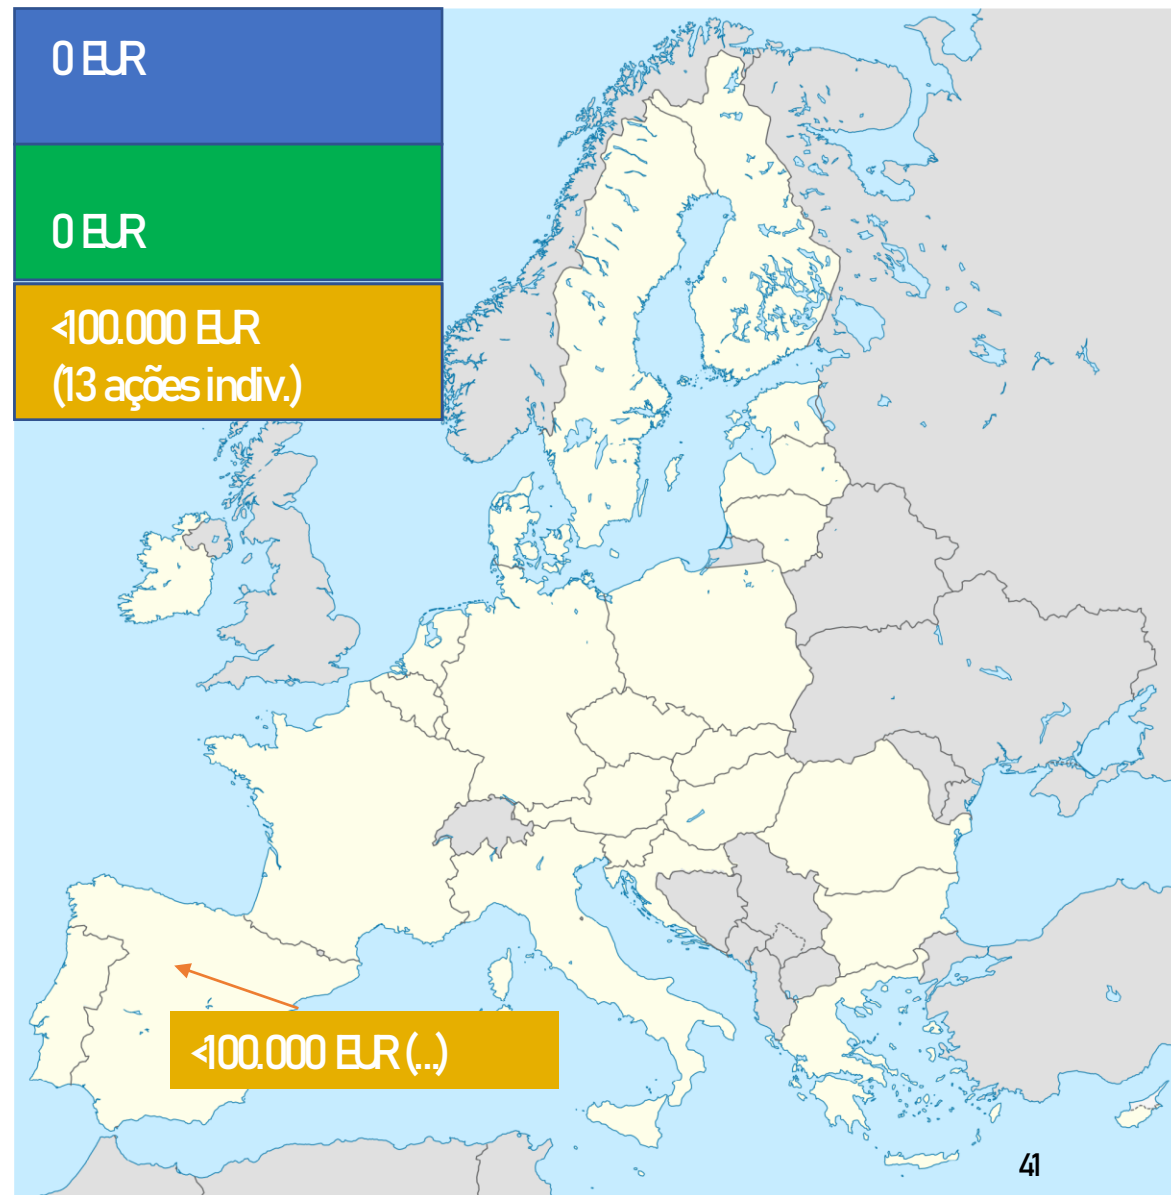 0 EUR
0 EUR
<100.000 EUR
(13 ações indiv.)
<100.000 EUR (...)
41